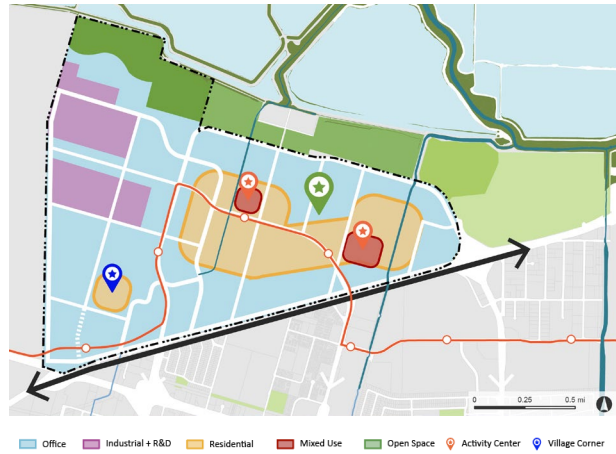 0 0.25 0.5 mi
Office Industrial + R&D Residential Mixed Use Open Space Activity Center Village Corner